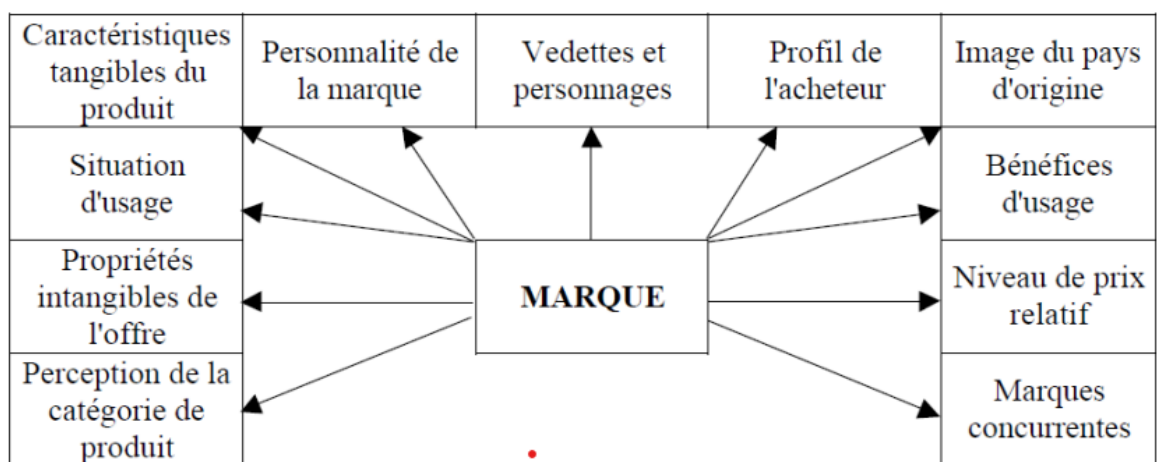 Caractéristiques
tangibles du
produit
Personnalité de
la marque
Vedettes et
personnages
Profil de
l'acheteur
Image du pays
d'origine
Situation
d'usage
Bénéfices
d'usage
Propriétés
intangibles de
l'offre
MARQUE
Niveau de prix
relatif
Perception de la
catégorie de
produit
Marques
concurrentes